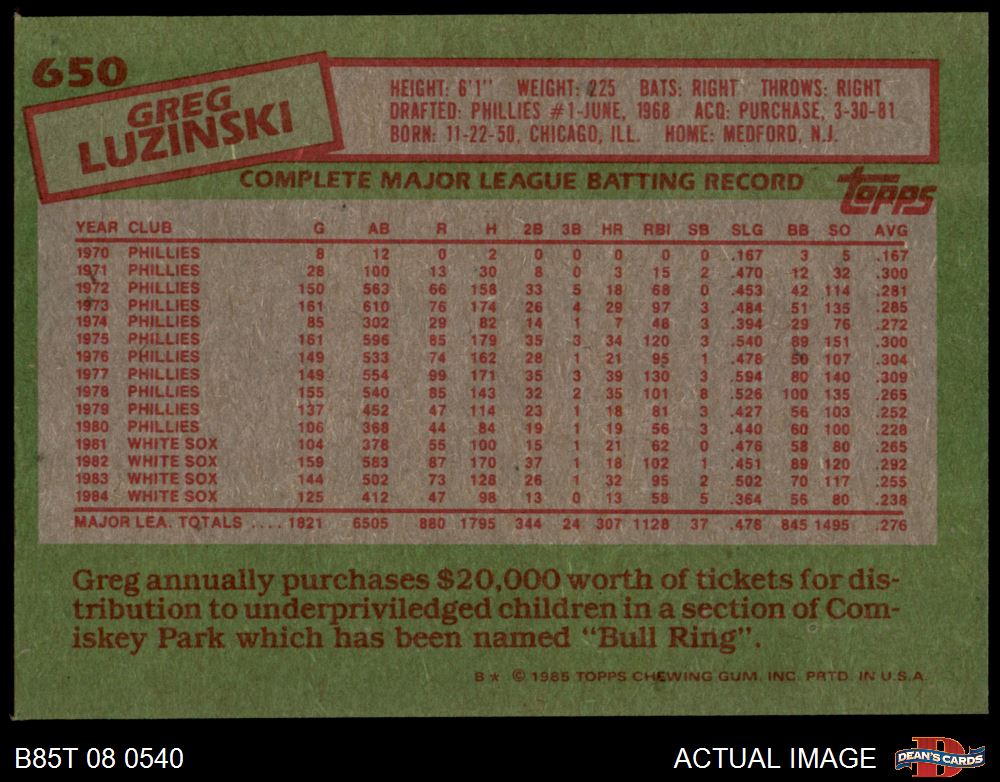 650
GREG
LUZINSKI
HEIGHT: 6'1" WEIGHT: 225 BATS: RIGHT THROWS: RIGHT
DRAFTED: PHILLIES #1-JUNE, 1968 ACQ: PURCHASE, 3-30-81
BORN: 11-22-50, CHICAGO, ILL. HOME: MEDFORD, N.J.
COMPLETE MAJOR LEAGUE BATTING RECORD
topps
YEAR CLUB G AB R H 2B 3B HR RBI SB SLG BB SO AVG
1970 PHILLIES 8 12 0 2 0 0 0 0 0 .167 3 5 .167
1971 PHILLIES 28 100 13 30 8 0 3 15 2 .470 12 32 .300
1972 PHILLIES 150 563 66 158 33 5 18 68 0 .453 42 114 .281
1973 PHILLIES 161 610 76 174 26 4 29 97 3 .484 51 135 .285
1974 PHILLIES 85 302 29 82 14 1 7 48 3 .394 29 76 .272
1975 PHILLIES 161 596 85 179 35 3 34 120 3 .540 89 151 .300
1976 PHILLIES 149 533 74 162 28 1 21 95 1 .478 50 107 .304
1977 PHILLIES 149 554 99 171 35 3 39 130 3 .594 80 140 .309
1978 PHILLIES 155 540 85 143 32 2 35 101 8 .526 100 135 .265
1979 PHILLIES 137 452 47 114 23 1 18 81 3 .427 56 103 .252
1980 PHILLIES 106 368 44 84 19 1 19 56 3 .440 60 100 .228
1981 WHITE SOX 104 378 55 100 15 1 21 62 0 .476 58 80 .265
1982 WHITE SOX 159 583 87 170 37 1 18 102 1 .451 89 120 .292
1983 WHITE SOX 144 502 73 128 26 1 32 95 2 .502 70 117 .255
1984 WHITE SOX 125 412 47 98 13 0 13 58 5 .364 56 80 .238
MAJOR LEA. TOTALS .... 1821 6505 880 1795 344 24 307 1128 37 .478 845 1495 .276
Greg annually purchases $20,000 worth of tickets for dis-
tribution to underpriviledged children in a section of Com-
iskey Park which has been named "Bull Ring".
B* © 1985 TOPPS CHEWING GUM, INC. PRTD. IN U.S.A.
B85T 08 0540
ACTUAL IMAGE
D
DEAN'S CARDS